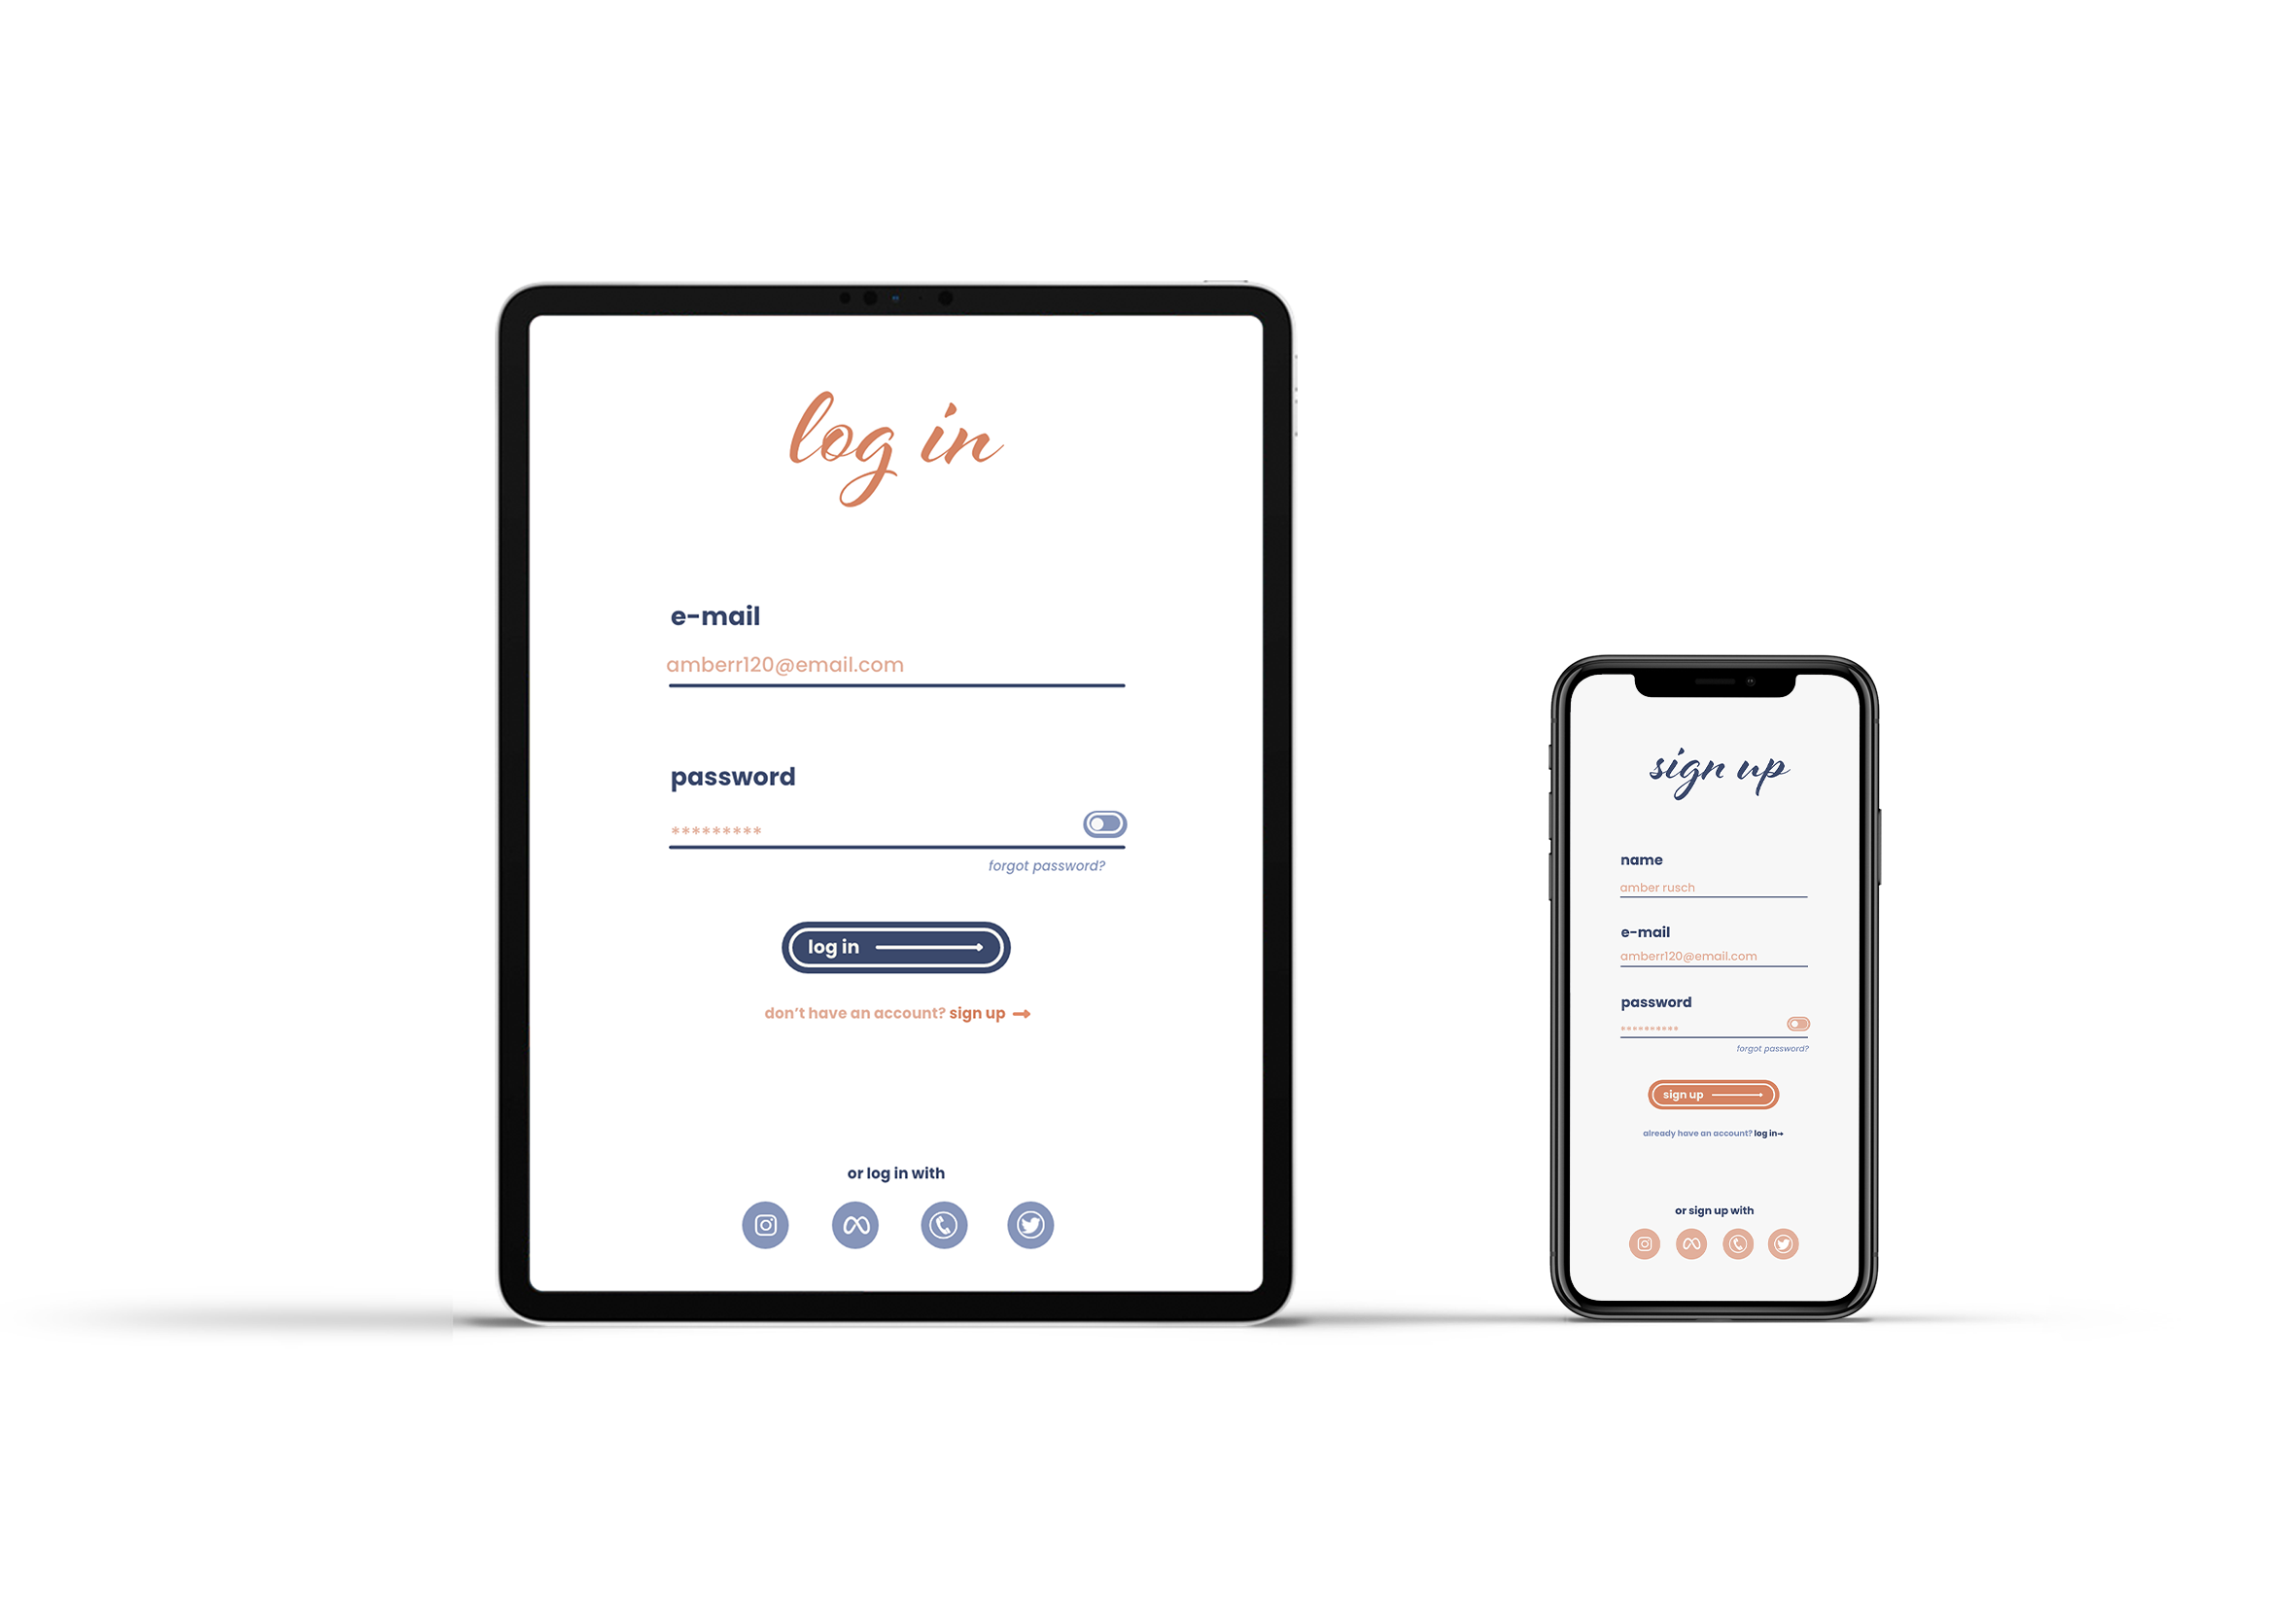 log in
e-mail
amberr120@email.com
password
*********
forgot password?
log in
don't have an account? sign up →
or log in with
sign up
name
amber rusch
e-mail
amberr120@email.com
password
**********
forgot password?
sign up
already have an account? log in→
or sign up with